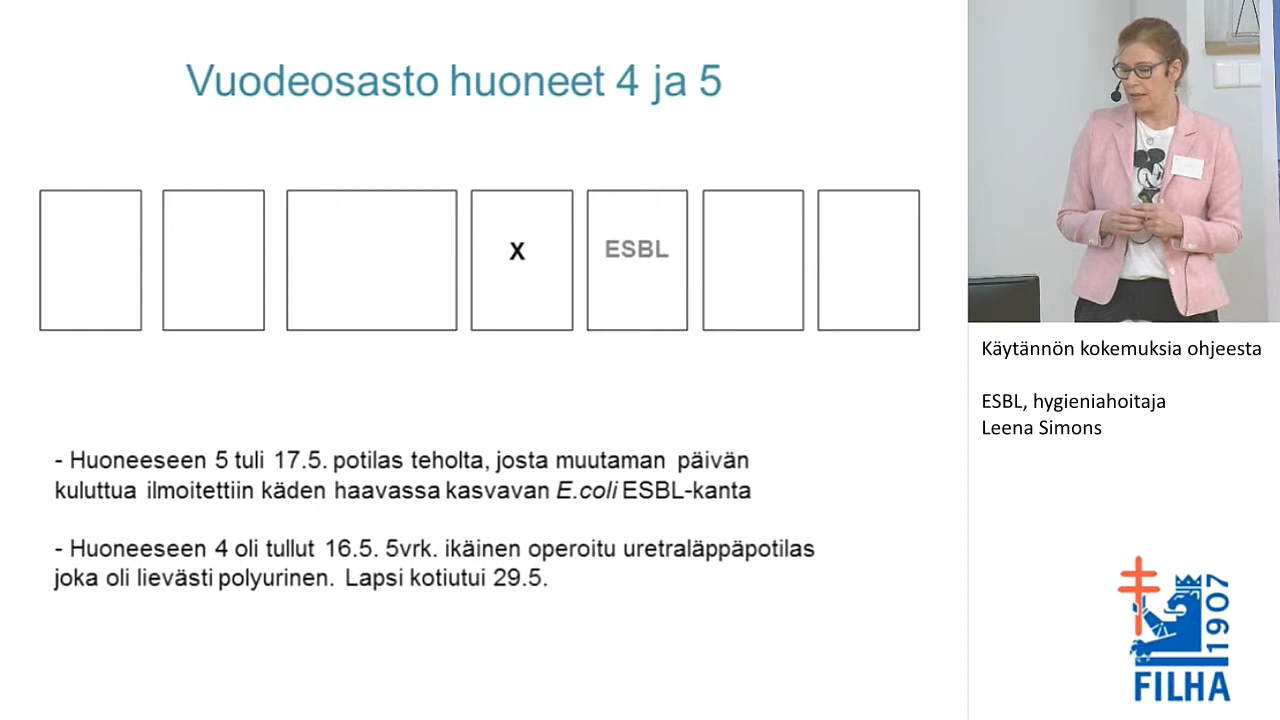 Vuodeosasto huoneet 4 ja 5
X
ESBL
- Huoneeseen 5 tuli 17.5. potilas teholta, josta muutaman päivän
kuluttua ilmoitettiin käden haavassa kasvavan E.coli ESBL-kanta
- Huoneeseen 4 oli tullut 16.5. 5vrk. ikäinen operoitu uretraläppäpotilas
joka oli lievästi polyurinen. Lapsi kotiutui 29.5.
Käytännön kokemuksia ohjeesta
ESBL, hygieniahoitaja
Leena Simons
1907
FILHA